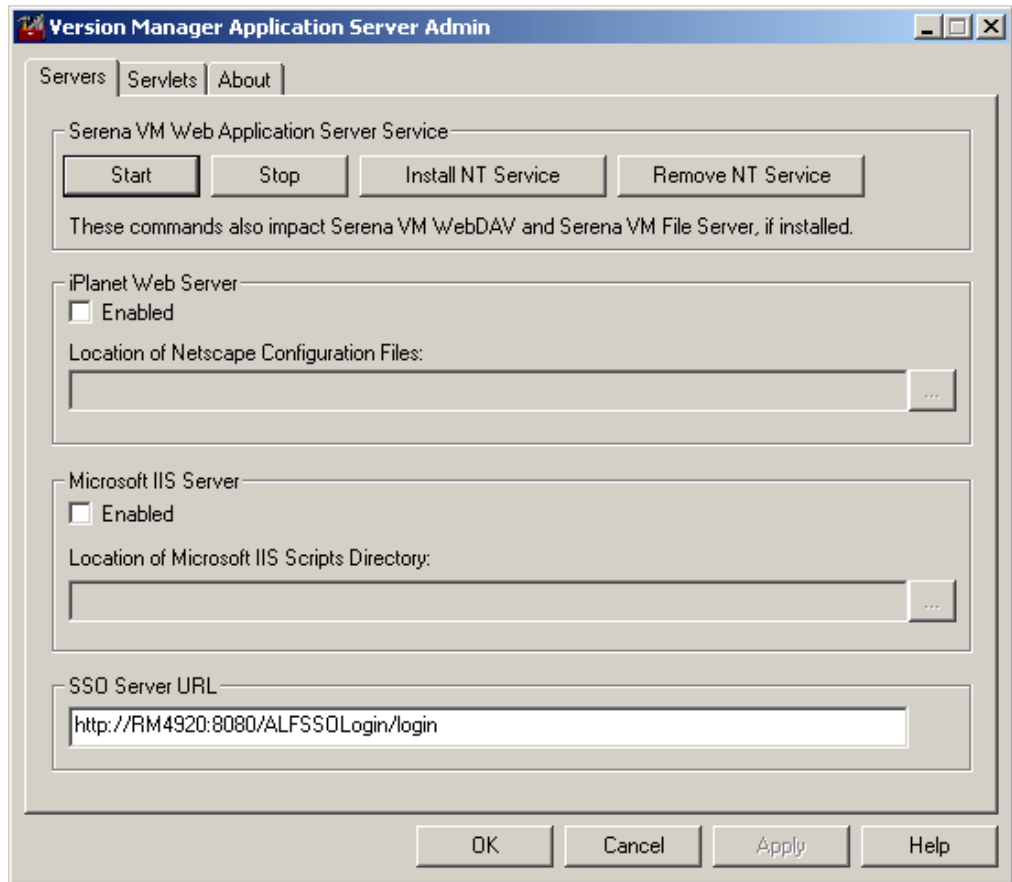 Version Manager Application Server Admin
Servers Servlets About
Serena VM Web Application Server Service
Start Stop Install NT Service Remove NT Service
These commands also impact Serena VM WebDAV and Serena VM File Server, if installed.
iPlanet Web Server
Enabled
Location of Netscape Configuration Files:
...
Microsoft IIS Server
Enabled
Location of Microsoft IIS Scripts Directory:
...
SSO Server URL
http://RM4920:8080/ALFSSOLogin/login
OK Cancel Apply Help